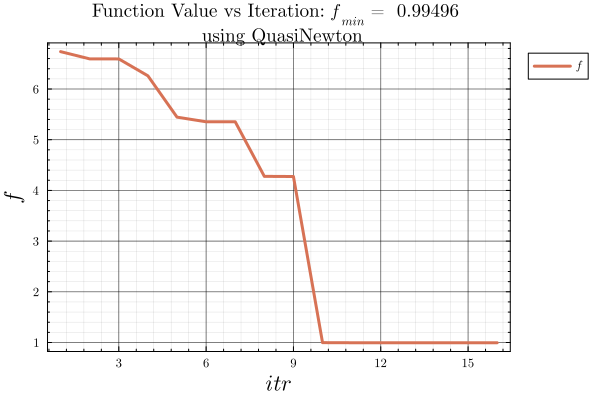 Function Value vs Iteration: f_min = 0.99496
using QuasiNewton
f
6
5
4
3
2
1
f
3
6
9
12
15
itr